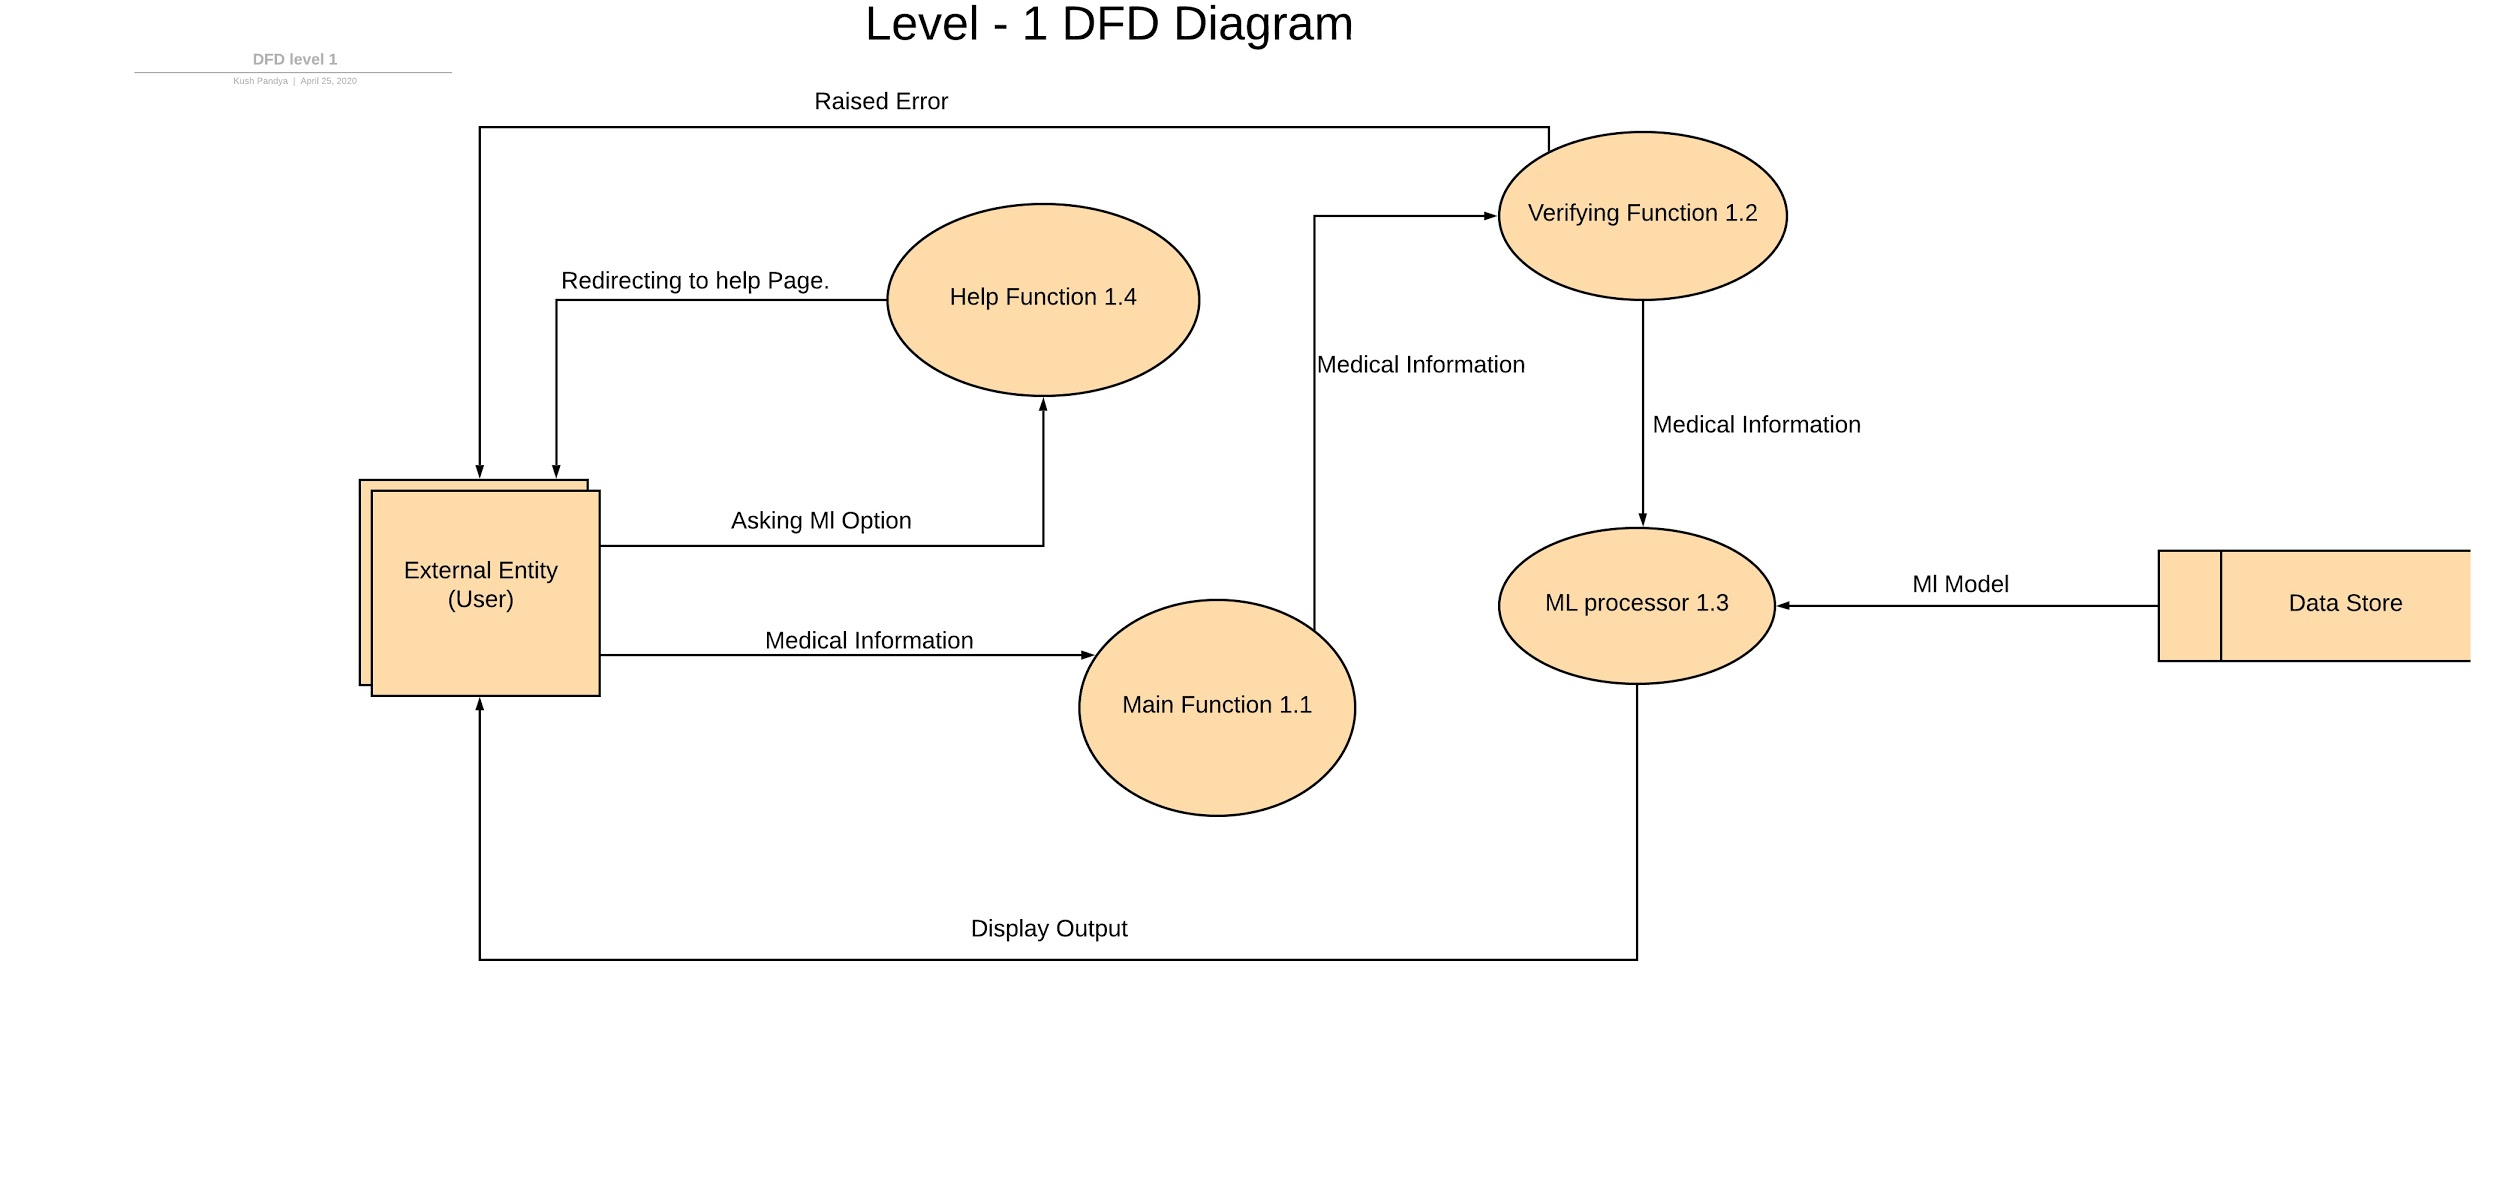 Level - 1 DFD Diagram
DFD level 1
Kush Pandya | April 25, 2020
Raised Error
Verifying Function 1.2
Redirecting to help Page.
Help Function 1.4
Medical Information
Medical Information
Asking Ml Option
External Entity
(User)
Ml Model
ML processor 1.3
Data Store
Medical Information
Main Function 1.1
Display Output